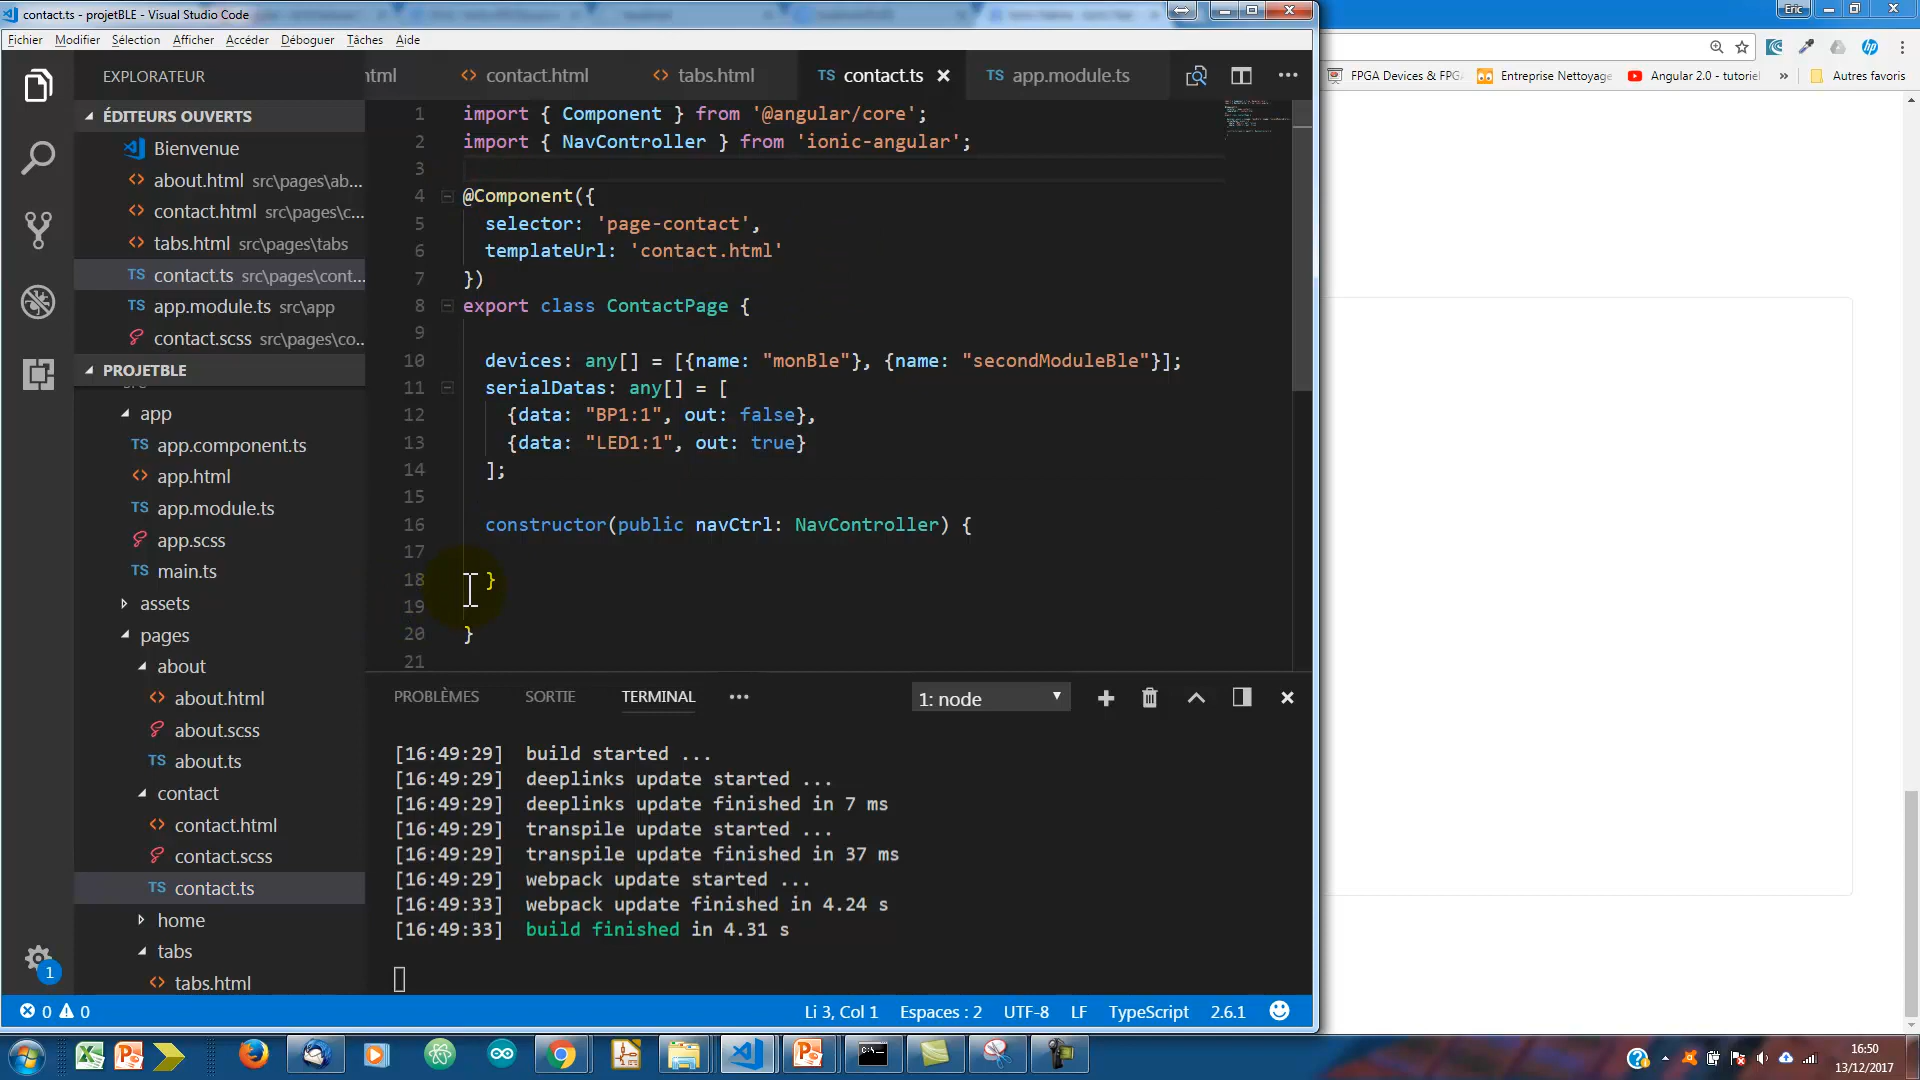 contact.ts - projetBLE - Visual Studio Code
Eric
Fichier Modifier Sélection Afficher Accéder Déboguer Tâches Aide
EXPLORATEUR
html
contact.html
tabs.html
TS contact.ts
TS app.module.ts
FPGA Devices & FPG
Entreprise Nettoyage
Angular 2.0 - tutoriel
»
Autres favoris
ÉDITEURS OUVERTS
Bienvenue
about.html src\pages\ab...
contact.html src\pages\c...
tabs.html src\pages\tabs
TS contact.ts src\pages\cont...
TS app.module.ts src\app
contact.scss src\pages\co...
PROJETBLE
app
TS app.component.ts
app.html
TS app.module.ts
app.scss
TS main.ts
assets
pages
about
about.html
about.scss
TS about.ts
contact
contact.html
contact.scss
TS contact.ts
home
tabs
tabs.html
1 import { Component } from '@angular/core';
2 import { NavController } from 'ionic-angular';
3
4 @Component({
5 selector: 'page-contact',
6 templateUrl: 'contact.html'
7 })
8 export class ContactPage {
9
10 devices: any[] = [{name: "monBle"}, {name: "secondModuleBle"}];
11 serialDatas: any[] = [
12 {data: "BP1:1", out: false},
13 {data: "LED1:1", out: true}
14 ];
15
16 constructor(public navCtrl: NavController) {
17
18 }
19
20 }
21
PROBLÈMES SORTIE TERMINAL ••• 1: node
[16:49:29] build started ...
[16:49:29] deeplinks update started ...
[16:49:29] deeplinks update finished in 7 ms
[16:49:29] transpile update started ...
[16:49:29] transpile update finished in 37 ms
[16:49:29] webpack update started ...
[16:49:33] webpack update finished in 4.24 s
[16:49:33] build finished in 4.31 s
1
0 0
Li 3, Col 1 Espaces : 2 UTF-8 LF TypeScript 2.6.1
16:50
13/12/2017